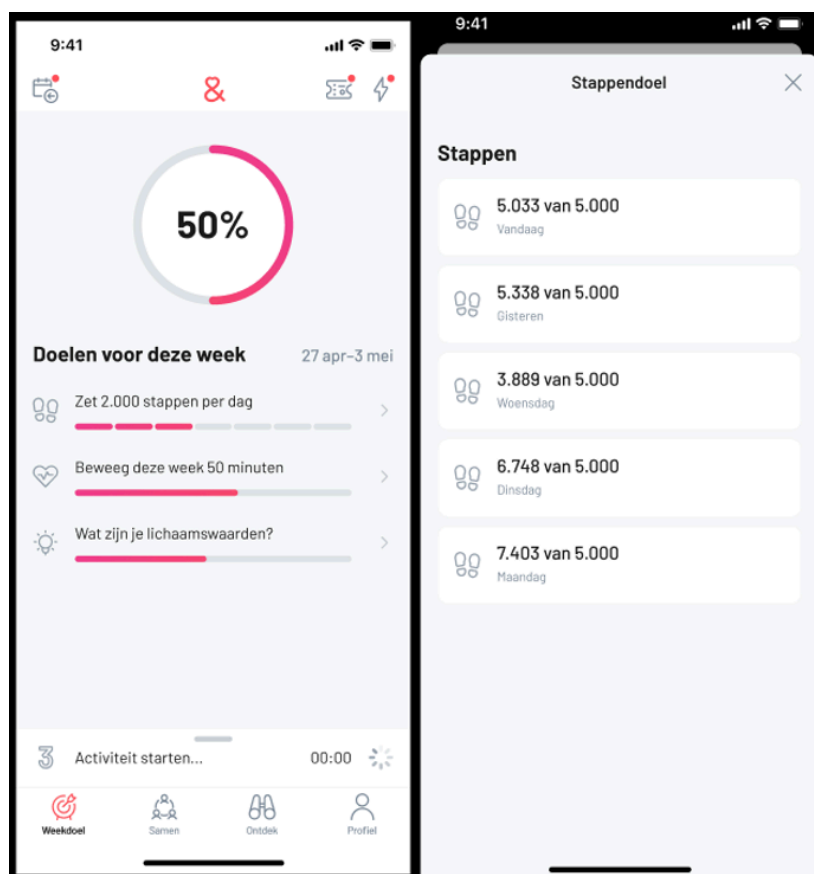 9:41
&
50%
Doelen voor deze week 27 apr–3 mei
Zet 2.000 stappen per dag
Beweeg deze week 50 minuten
Wat zijn je lichaamswaarden?
3 Activiteit starten... 00:00
Weekdoel Samen Ontdek Profiel
9:41
Stappendoel
Stappen
5.033 van 5.000
Vandaag
5.338 van 5.000
Gisteren
3.889 van 5.000
Woensdag
6.748 van 5.000
Dinsdag
7.403 van 5.000
Maandag